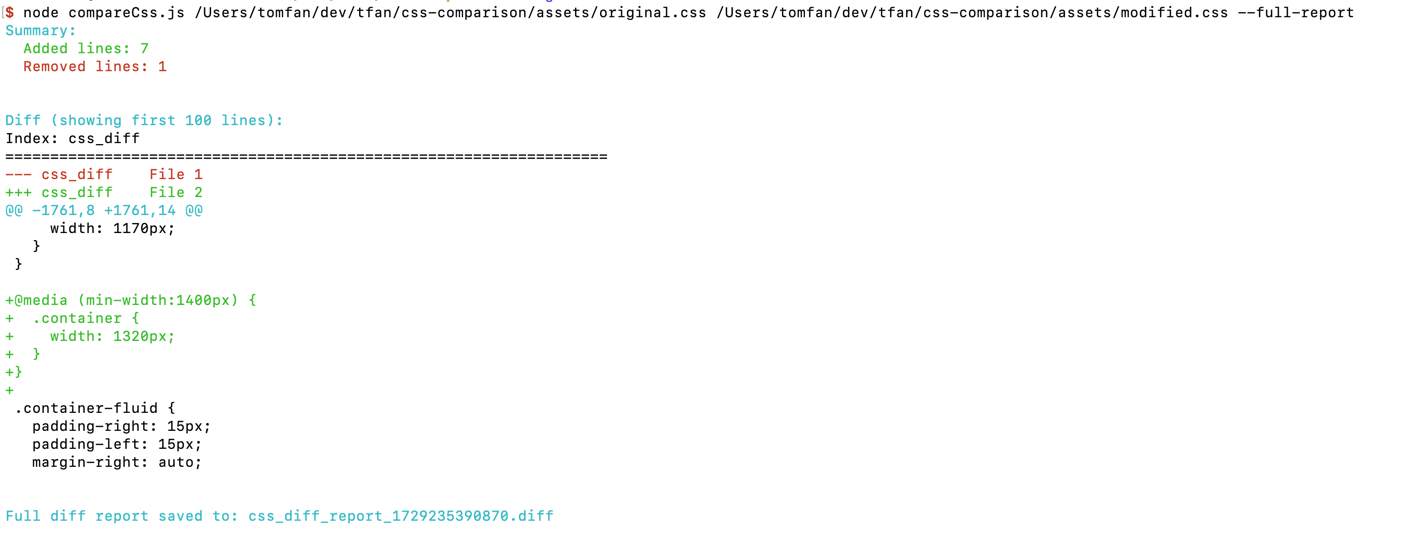 $ node compareCss.js /Users/tomfan/dev/tfan/css-comparison/assets/original.css /Users/tomfan/dev/tfan/css-comparison/assets/modified.css --full-report
Summary:
  Added lines: 7
  Removed lines: 1
Diff (showing first 100 lines):
Index: css_diff
===================================================================
--- css_diff    File 1
+++ css_diff    File 2
@@ -1761,8 +1761,14 @@
     width: 1170px;
   }
 }
+@media (min-width:1400px) {
+  .container {
+    width: 1320px;
+  }
+}
+
 .container-fluid {
   padding-right: 15px;
   padding-left: 15px;
   margin-right: auto;
Full diff report saved to: css_diff_report_1729235390870.diff